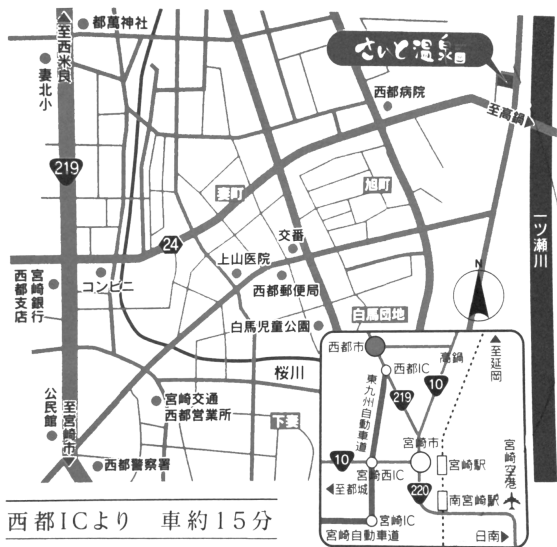 都萬神社
至西米良
妻北小
さいと温泉
西都病院
至高鍋
219
妻町
旭町
一ツ瀬川
24
交番
上山医院
西都郵便局
コンビニ
宮崎銀行
西都支店
N
白馬団地
白馬児童公園
桜川
宮崎交通
西都営業所
下妻
公民館
至宮崎市
西都警察署
西都市
西都IC
高鍋
至延岡
東九州自動車道
219
10
宮崎市
宮崎駅
宮崎空港
10
宮崎西IC
至都城
220
南宮崎駅
宮崎IC
宮崎自動車道
日南
西都ICより 車約15分